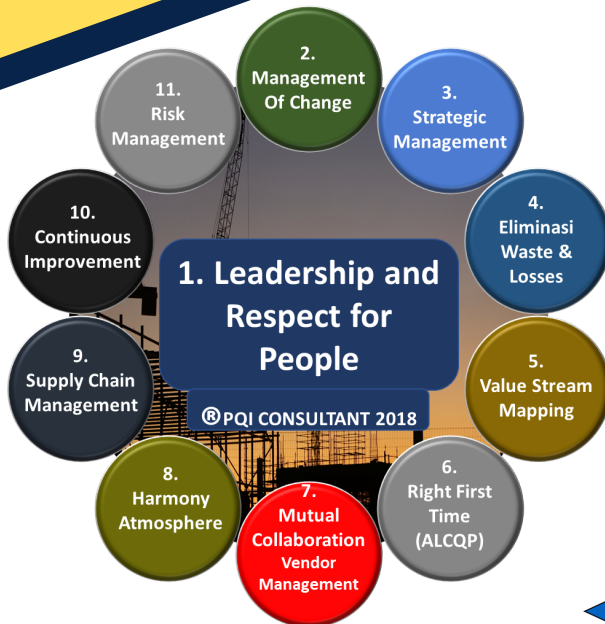 1. Leadership and
Respect for
People
® PQI CONSULTANT 2018
2.
Management
Of Change
3.
Strategic
Management
4.
Eliminasi
Waste &
Losses
5.
Value Stream
Mapping
6.
Right First
Time
(ALCQP)
7.
Mutual
Collaboration
Vendor
Management
8.
Harmony
Atmosphere
9.
Supply Chain
Management
10.
Continuous
Improvement
11.
Risk
Management